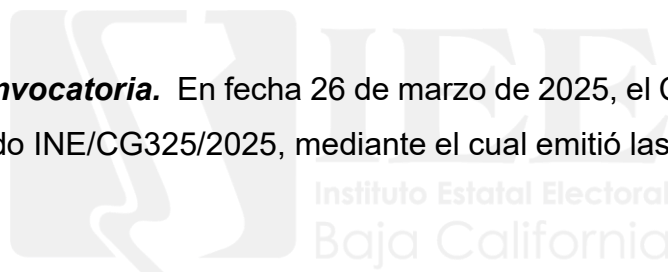 nvocatoria. En fecha 26 de marzo de 2025, el
do INE/CG325/2025, mediante el cual emitió las
IEE
Instituto Estatal Electoral
Baja California